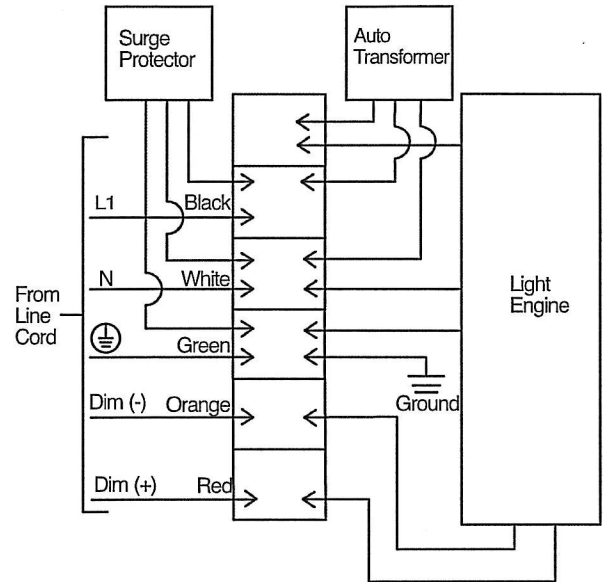 Surge
Protector
Auto
Transformer
L1
Black
N
White
From
Line
Cord
Green
Light
Engine
Ground
Dim (-)
Orange
Dim (+)
Red